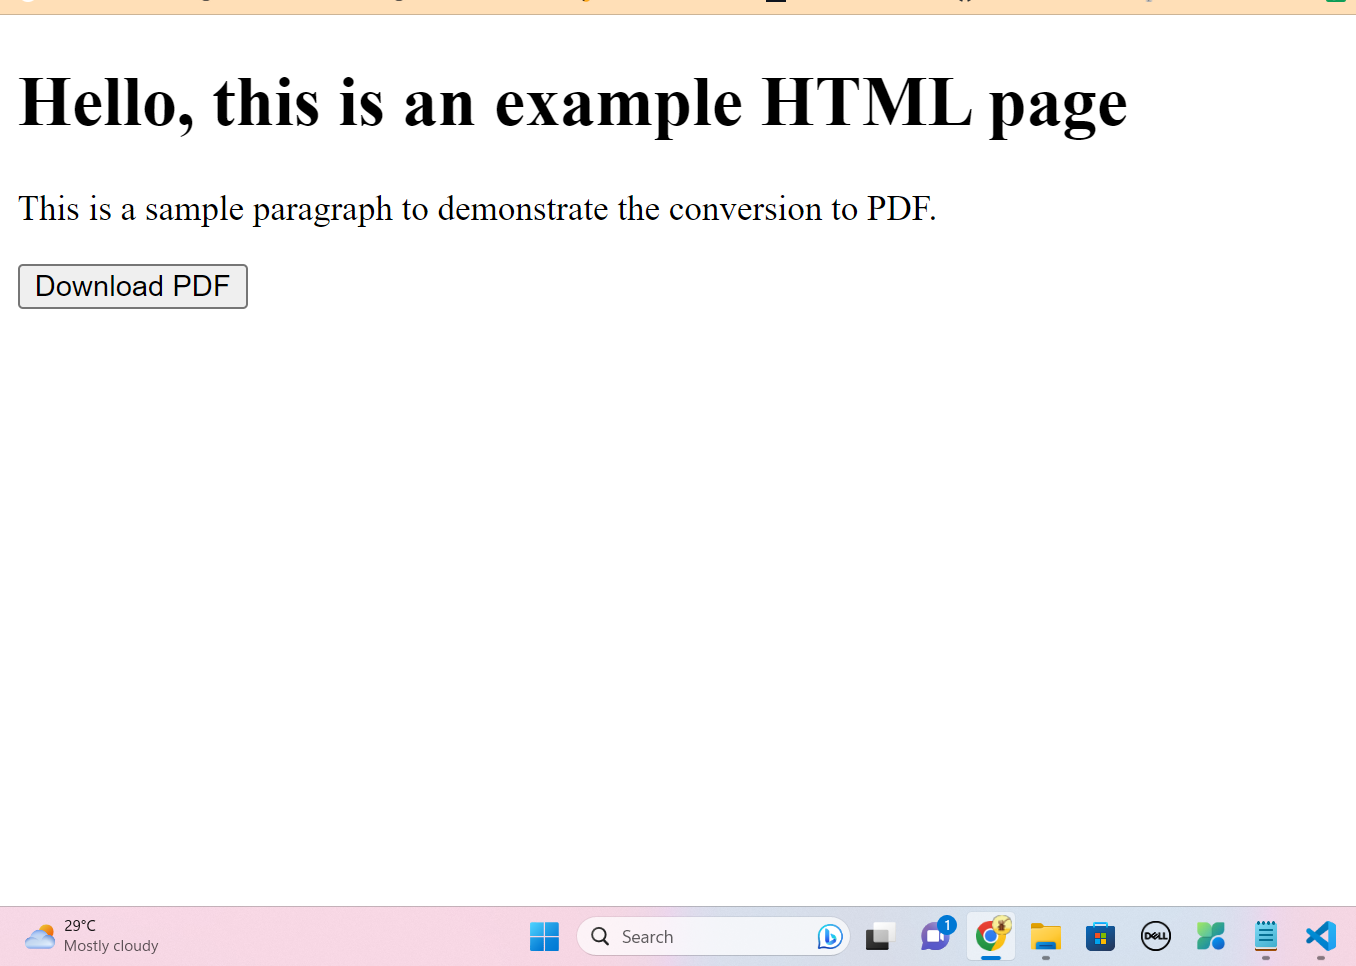 Hello, this is an example HTML page
This is a sample paragraph to demonstrate the conversion to PDF.
Download PDF
29°C
Mostly cloudy
Search
1
DELL